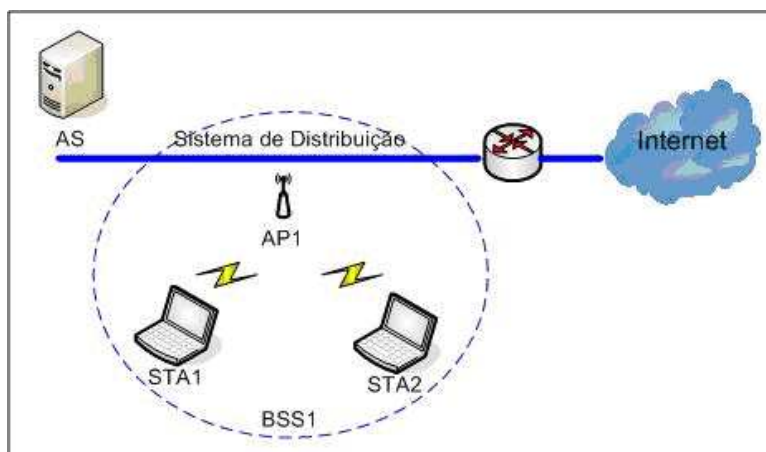 AS
Sistema de Distribuição
Internet
AP1
STA1
STA2
BSS1